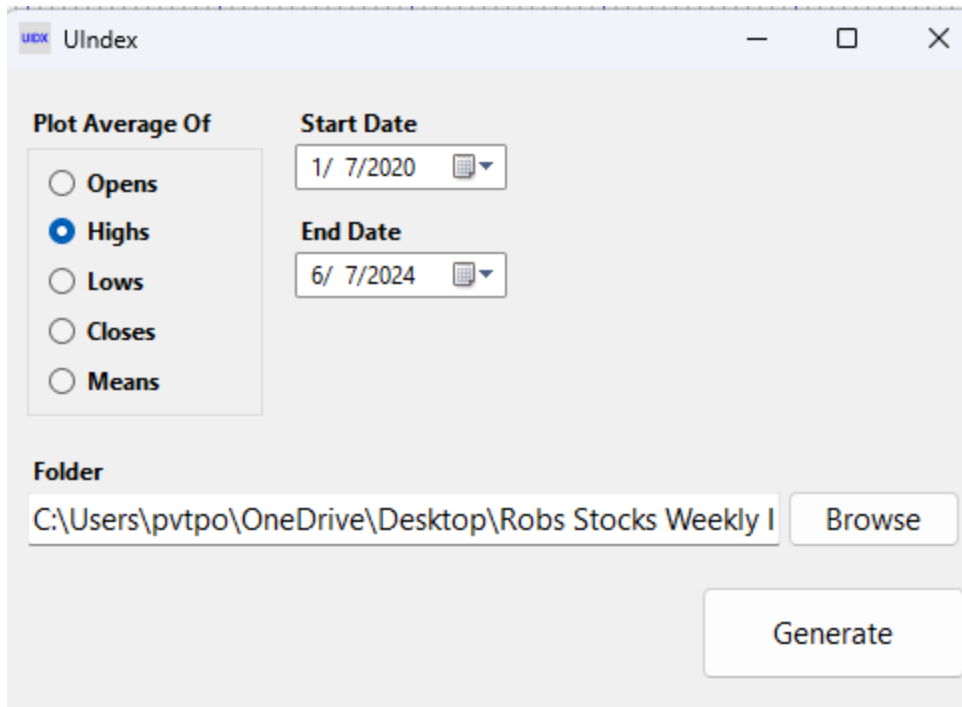 UIDX UIndex
Plot Average Of
Opens
Highs
Lows
Closes
Means
Start Date
1/ 7/2020
End Date
6/ 7/2024
Folder
C:\Users\pvtpo\OneDrive\Desktop\Robs Stocks Weekly I
Browse
Generate